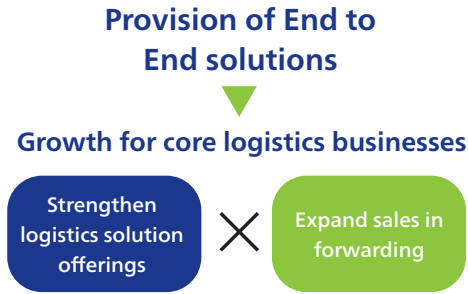 Provision of End to
End solutions
Growth for core logistics businesses
Strengthen
logistics solution
offerings
×
Expand sales in
forwarding